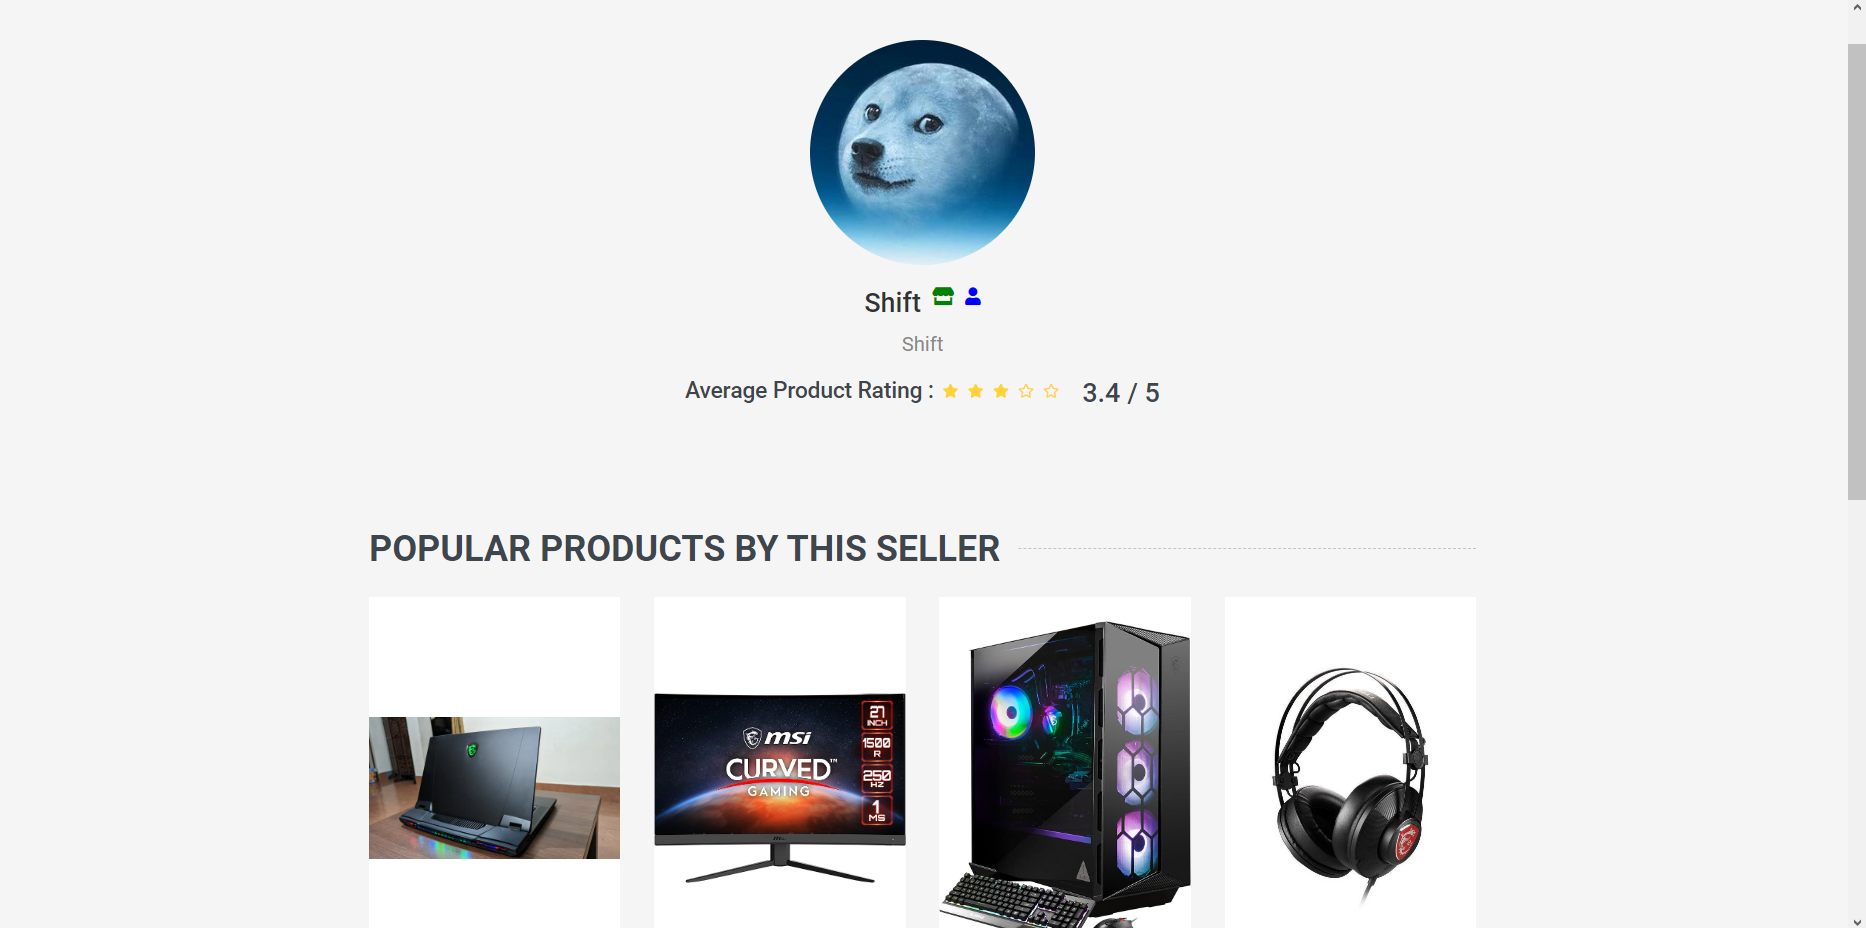 Shift
Shift
Average Product Rating : 3.4 / 5
POPULAR PRODUCTS BY THIS SELLER
msi
CURVED™
GAMING
27
INCH
1500
R
250
HZ
1
MS